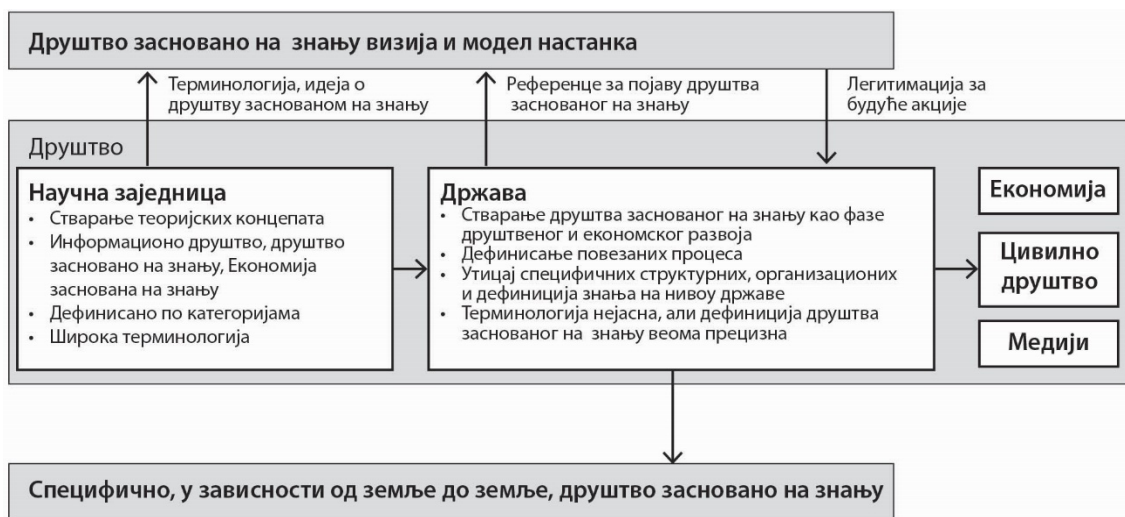 Друштво засновано на знању визија и модел настанка
Терминологија, идеја о
друштву заснованом на знању
Референце за појаву друштва
заснованог на знању
Легитимација за
будуће акције
Друштво
Научна заједница
• Стварање теоријских концепата
• Информационо друштво, друштво
засновано на знању, Економија
заснована на знању
• Дефинисано по категоријама
• Широка терминологија
Држава
• Стварање друштва заснованог на знању као фазе
друштвеног и економског развоја
• Дефинисање повезаних процеса
• Утицај специфичних структурних, организационих
и дефиниција знања на нивоу државе
• Терминологија нејасна, али дефиниција друштва
заснованог на знању веома прецизна
Економија
Цивилно
друштво
Медији
Специфично, у зависности од земље до земље, друштво засновано на знању